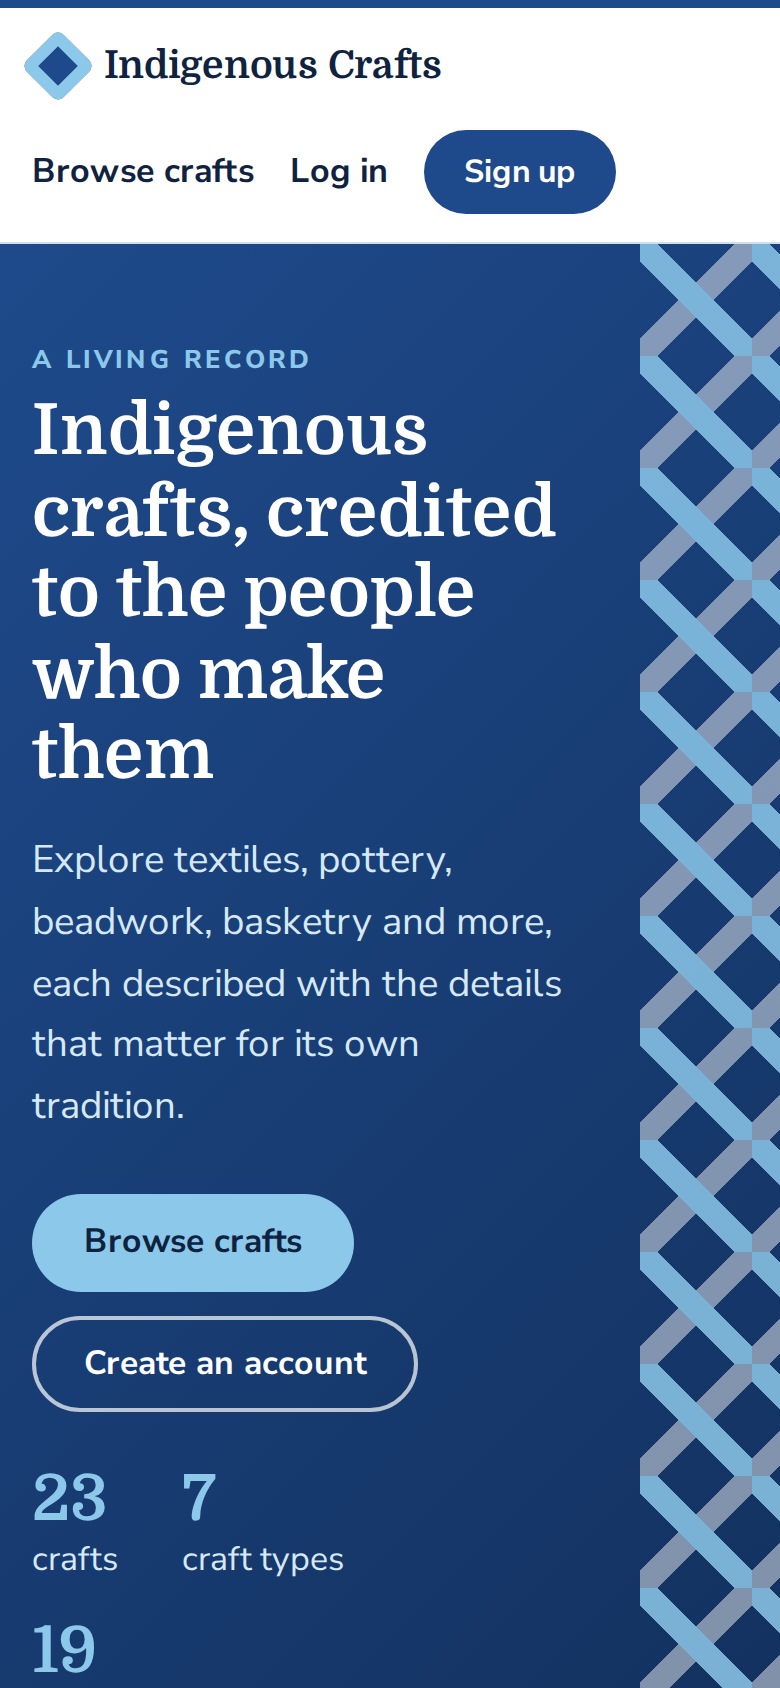 Indigenous Crafts
Browse crafts Log in Sign up
A LIVING RECORD
Indigenous
crafts, credited
to the people
who make
them
Explore textiles, pottery,
beadwork, basketry and more,
each described with the details
that matter for its own
tradition.
Browse crafts
Create an account
23 7
crafts craft types
19